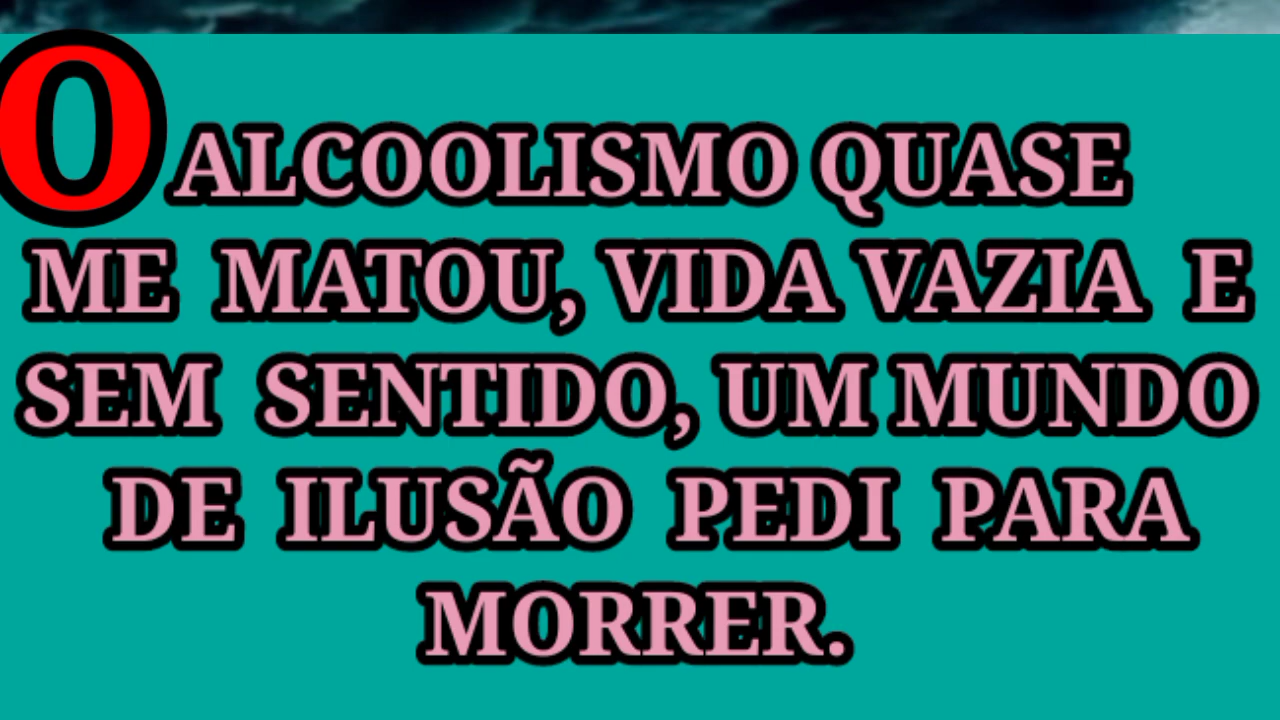 O ALCOOLISMO QUASE
ME MATOU, VIDA VAZIA E
SEM SENTIDO, UM MUNDO
DE ILUSÃO PEDI PARA
MORRER.